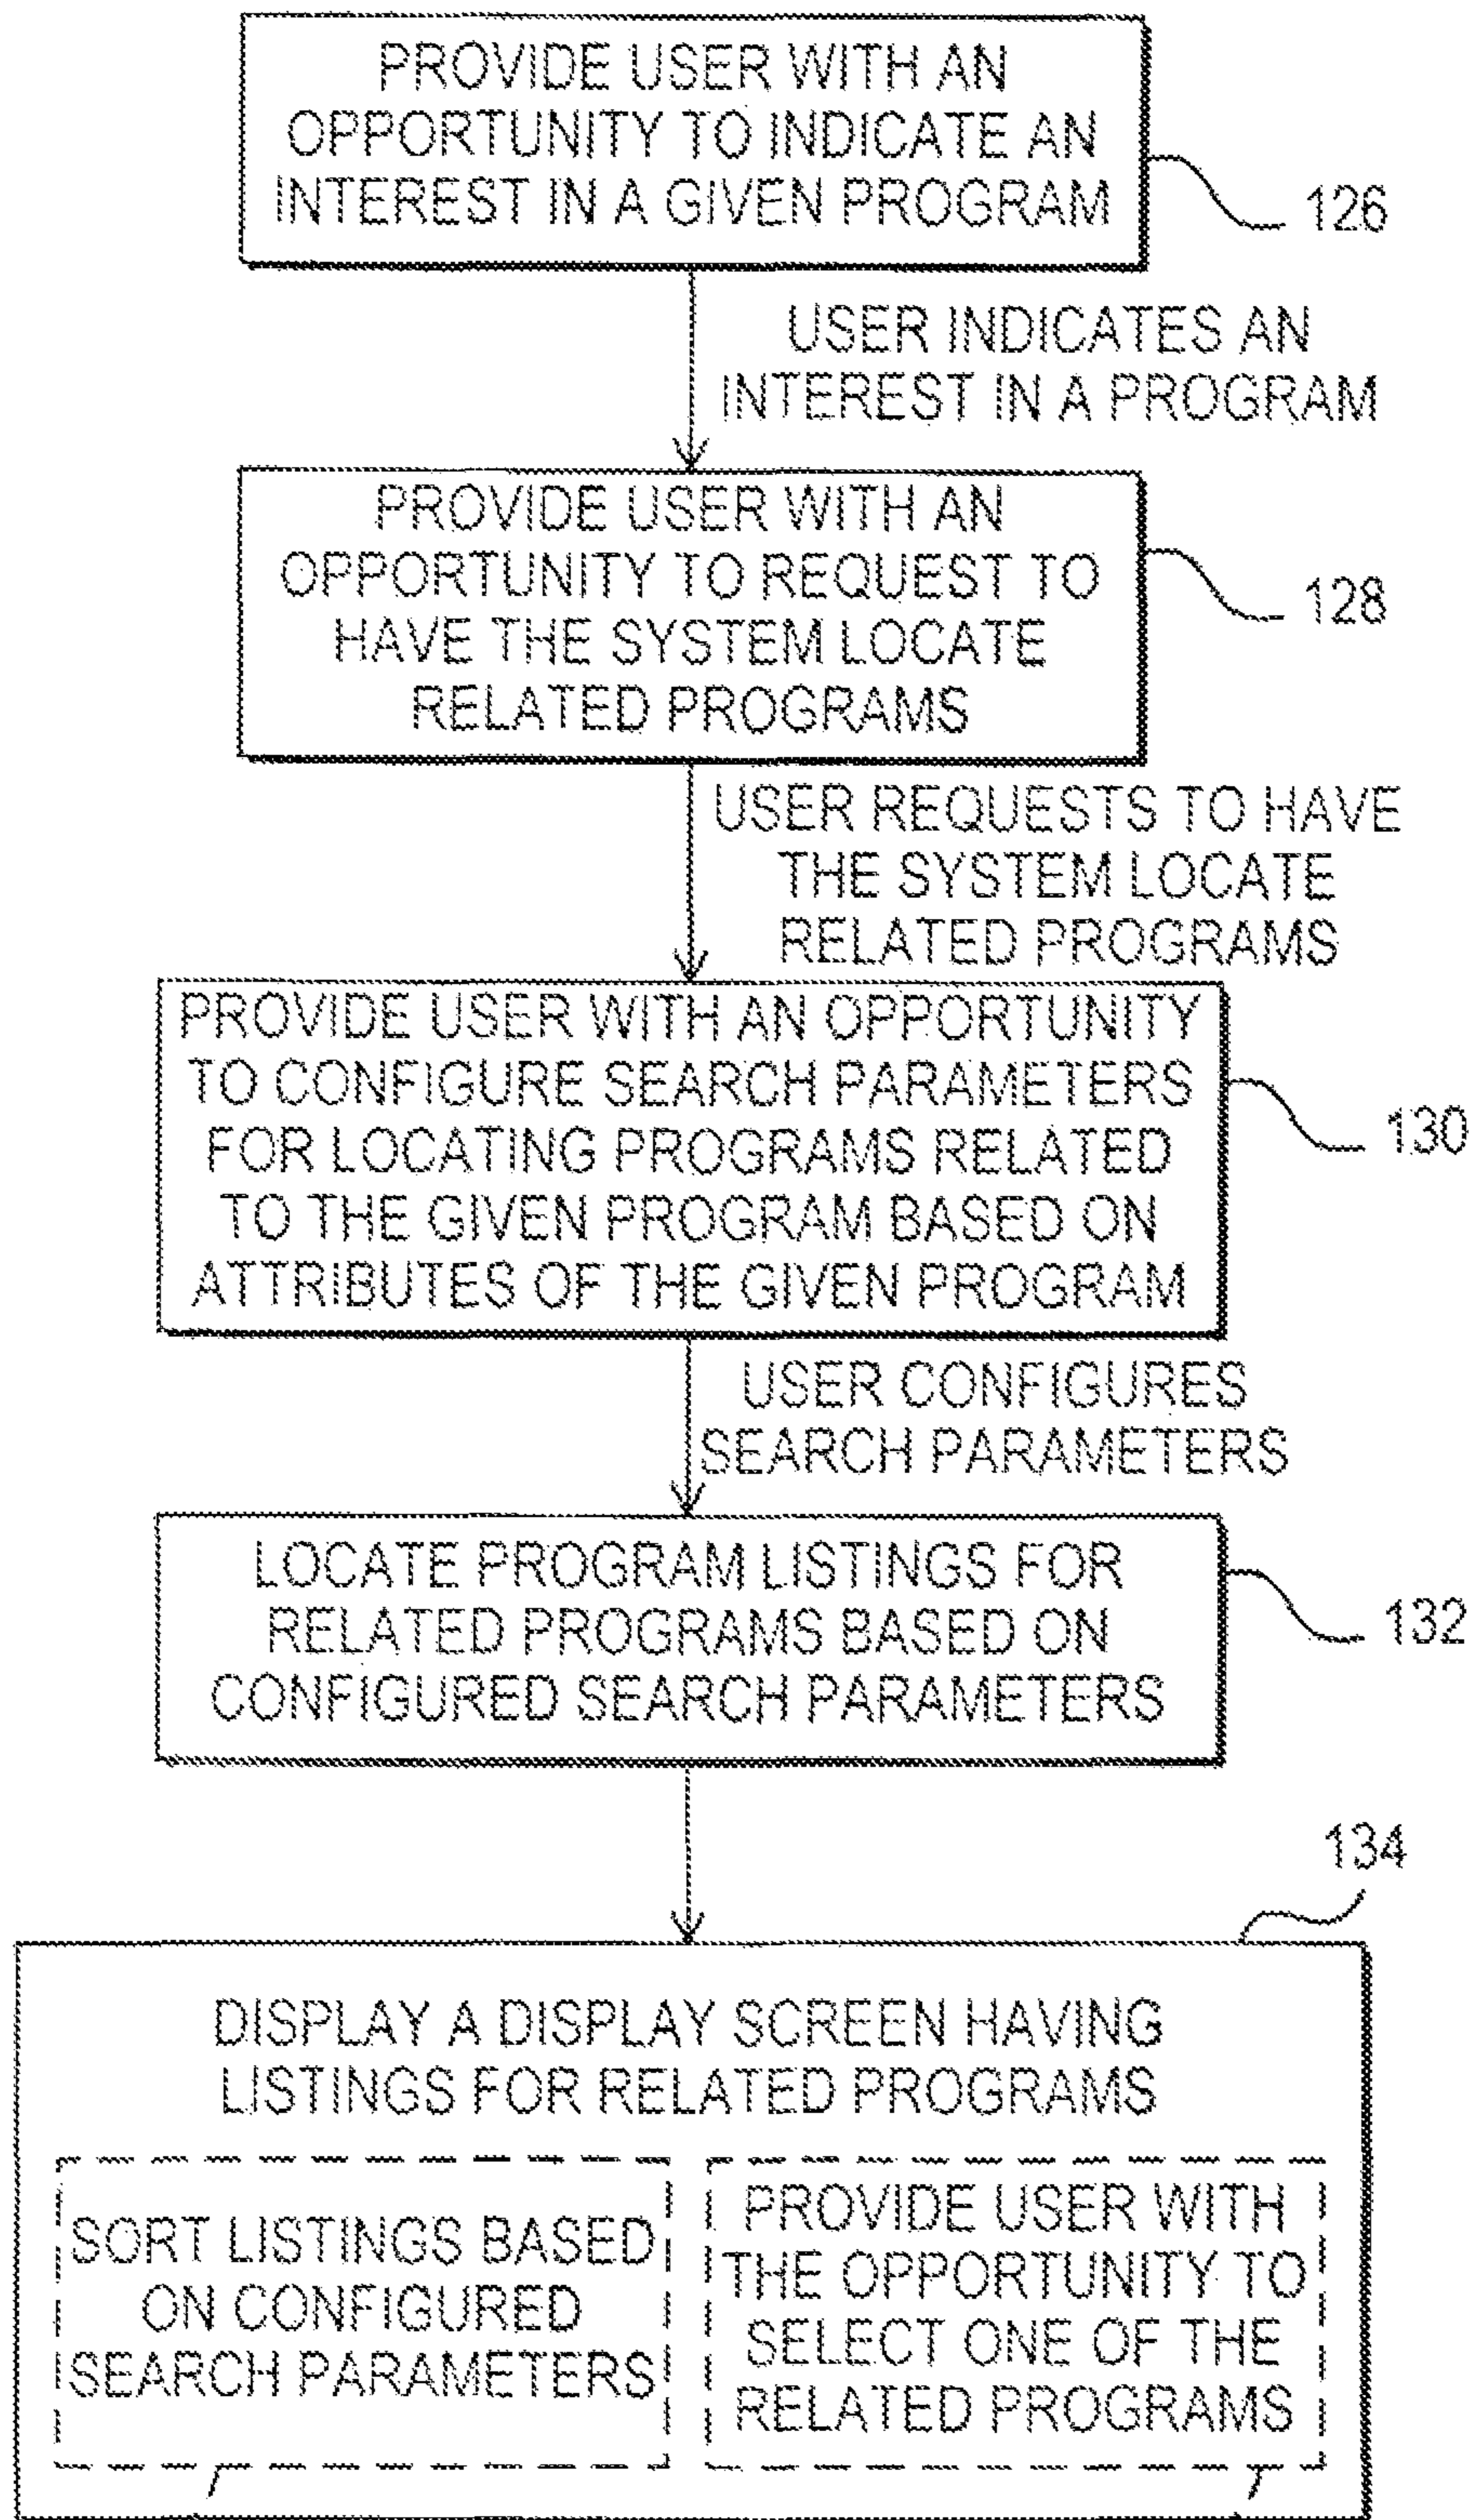 PROVIDE USER WITH AN
OPPORTUNITY TO INDICATE AN
INTEREST IN A GIVEN PROGRAM
126
USER INDICATES AN
INTEREST IN A PROGRAM
PROVIDE USER WITH AN
OPPORTUNITY TO REQUEST TO
HAVE THE SYSTEM LOCATE
RELATED PROGRAMS
128
USER REQUESTS TO HAVE
THE SYSTEM LOCATE
RELATED PROGRAMS
PROVIDE USER WITH AN OPPORTUNITY
TO CONFIGURE SEARCH PARAMETERS
FOR LOCATING PROGRAMS RELATED
TO THE GIVEN PROGRAM BASED ON
ATTRIBUTES OF THE GIVEN PROGRAM
130
USER CONFIGURES
SEARCH PARAMETERS
LOCATE PROGRAM LISTINGS FOR
RELATED PROGRAMS BASED ON
CONFIGURED SEARCH PARAMETERS
132
134
DISPLAY A DISPLAY SCREEN HAVING
LISTINGS FOR RELATED PROGRAMS
SORT LISTINGS BASED
ON CONFIGURED
SEARCH PARAMETERS
PROVIDE USER WITH
THE OPPORTUNITY TO
SELECT ONE OF THE
RELATED PROGRAMS